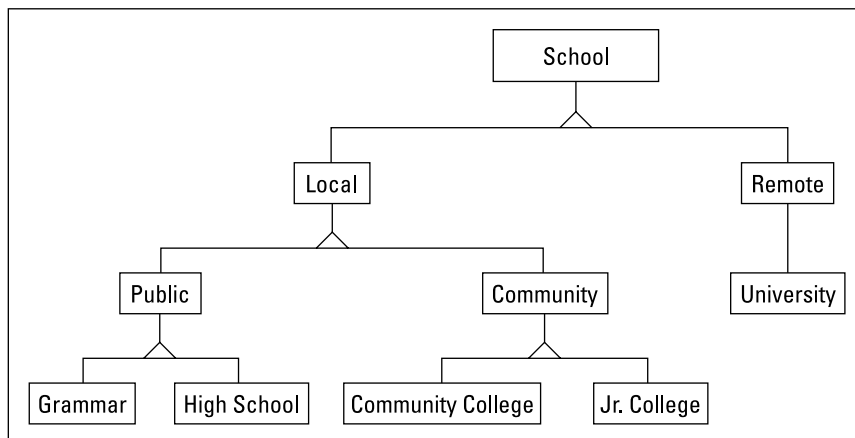 School
Local
Remote
Public
Community
University
Grammar
High School
Community College
Jr. College